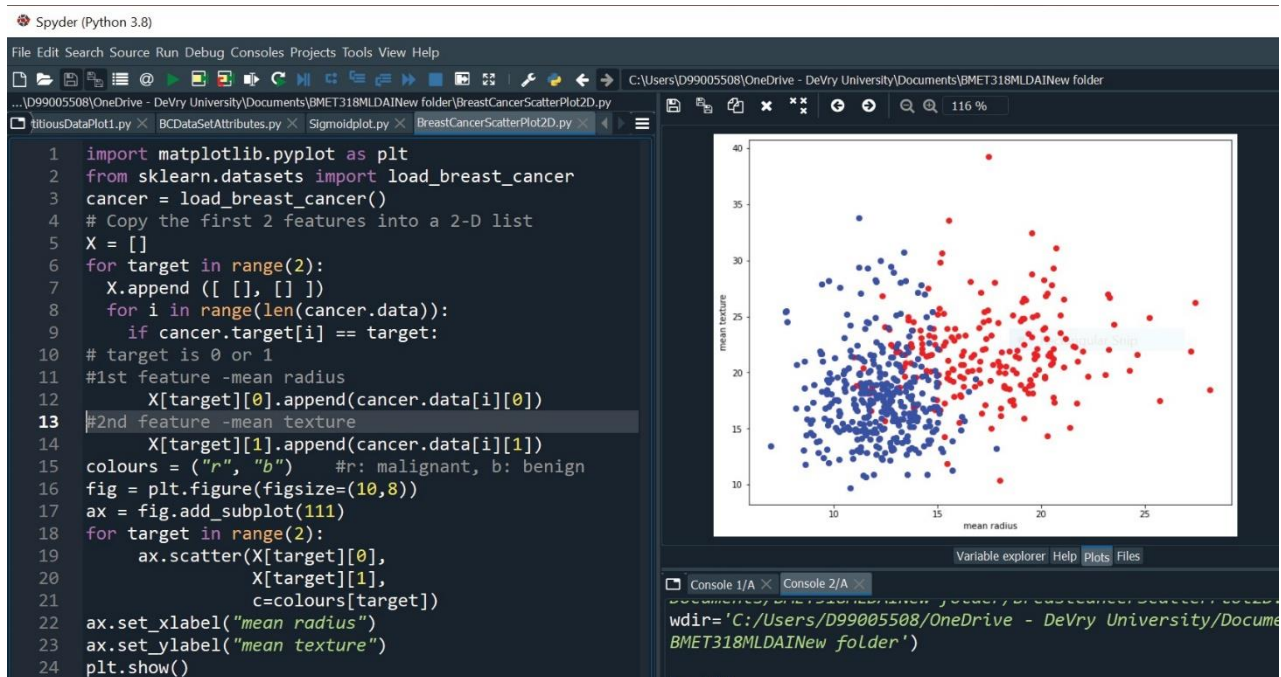 Spyder (Python 3.8)
File Edit Search Source Run Debug Consoles Projects Tools View Help
C:\Users\D99005508\OneDrive - DeVry University\Documents\BMET318MLDAINew folder
...\D99005508\OneDrive - DeVry University\Documents\BMET318MLDAINew folder\BreastCancerScatterPlot2D.py
116 %
titiousDataPlot1.py BCDataSetAttributes.py Sigmoidplot.py BreastCancerScatterPlot2D.py
1 import matplotlib.pyplot as plt
2 from sklearn.datasets import load_breast_cancer
3 cancer = load_breast_cancer()
4 # Copy the first 2 features into a 2-D list
5 X = []
6 for target in range(2):
7 X.append ([ [], [] ])
8 for i in range(len(cancer.data)):
9 if cancer.target[i] == target:
10 # target is 0 or 1
11 #1st feature -mean radius
12 X[target][0].append(cancer.data[i][0])
13 #2nd feature -mean texture
14 X[target][1].append(cancer.data[i][1])
15 colours = ("r", "b") #r: malignant, b: benign
16 fig = plt.figure(figsize=(10,8))
17 ax = fig.add_subplot(111)
18 for target in range(2):
19 ax.scatter(X[target][0],
20 X[target][1],
21 c=colours[target])
22 ax.set_xlabel("mean radius")
23 ax.set_ylabel("mean texture")
24 plt.show()
40
35
30
25
20
15
10
mean texture
10 15 20 25
mean radius
Snip
Variable explorer Help Plots Files
Console 1/A Console 2/A
wdir='C:/Users/D99005508/OneDrive - DeVry University/Docume
BMET318MLDAINew folder')